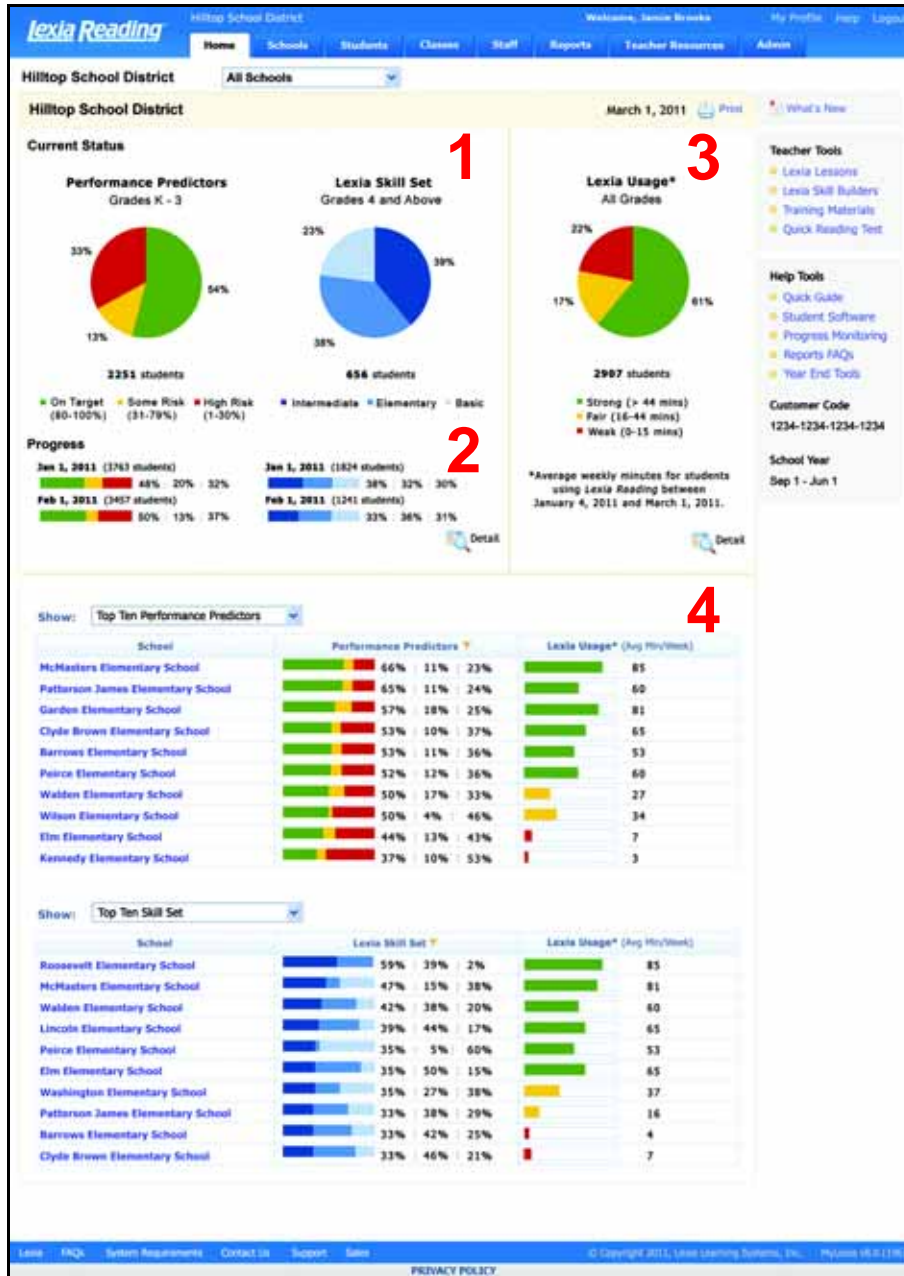 Lexia Reading
Hilltop School District
Welcome, Jamie Brooks
My Profile Help Logout
Home Schools Students Classes Staff Reports Teacher Resources Admin
Hilltop School District All Schools
Hilltop School District March 1, 2011 Print
What's New
Current Status
1
3
Performance Predictors
Grades K - 3
33%
54%
13%
2251 students
On Target (80-100%)
Some Risk (31-79%)
High Risk (1-30%)
Lexia Skill Set
Grades 4 and Above
23%
39%
38%
656 students
Intermediate Elementary Basic
Lexia Usage*
All Grades
22%
17%
61%
2907 students
Strong (> 44 mins)
Fair (16-44 mins)
Weak (0-15 mins)
*Average weekly minutes for students
using Lexia Reading between
January 4, 2011 and March 1, 2011.
Detail
Progress
2
Jan 1, 2011 (3763 students)
48% 20% 32%
Feb 1, 2011 (3457 students)
50% 13% 37%
Jan 1, 2011 (1824 students)
38% 32% 30%
Feb 1, 2011 (1241 students)
33% 36% 31%
Detail
Teacher Tools
Lexia Lessons
Lexia Skill Builders
Training Materials
Quick Reading Test
Help Tools
Quick Guide
Student Software
Progress Monitoring
Reports FAQs
Year End Tools
Customer Code
1234-1234-1234-1234
School Year
Sep 1 - Jun 1
4
Show: Top Ten Performance Predictors
School Performance Predictors Lexia Usage* (Avg Min/Week)
McMasters Elementary School 66% 11% 23% 85
Patterson James Elementary School 65% 11% 24% 60
Garden Elementary School 57% 18% 25% 81
Clyde Brown Elementary School 53% 10% 37% 65
Barrows Elementary School 53% 11% 36% 53
Peirce Elementary School 52% 12% 36% 60
Walden Elementary School 50% 17% 33% 27
Wilson Elementary School 50% 4% 46% 34
Elm Elementary School 44% 13% 43% 7
Kennedy Elementary School 37% 10% 53% 3
Show: Top Ten Skill Set
School Lexia Skill Set Lexia Usage* (Avg Min/Week)
Roosevelt Elementary School 59% 39% 2% 85
McMasters Elementary School 47% 15% 38% 81
Walden Elementary School 42% 38% 20% 60
Lincoln Elementary School 39% 44% 17% 65
Peirce Elementary School 35% 5% 60% 53
Elm Elementary School 35% 50% 15% 65
Washington Elementary School 35% 27% 38% 37
Patterson James Elementary School 33% 38% 29% 16
Barrows Elementary School 33% 42% 25% 4
Clyde Brown Elementary School 33% 46% 21% 7
Lexia FAQs System Requirements Contact Us Support Sales
© Copyright 2011, Lexia Learning Systems, Inc.
PRIVACY POLICY